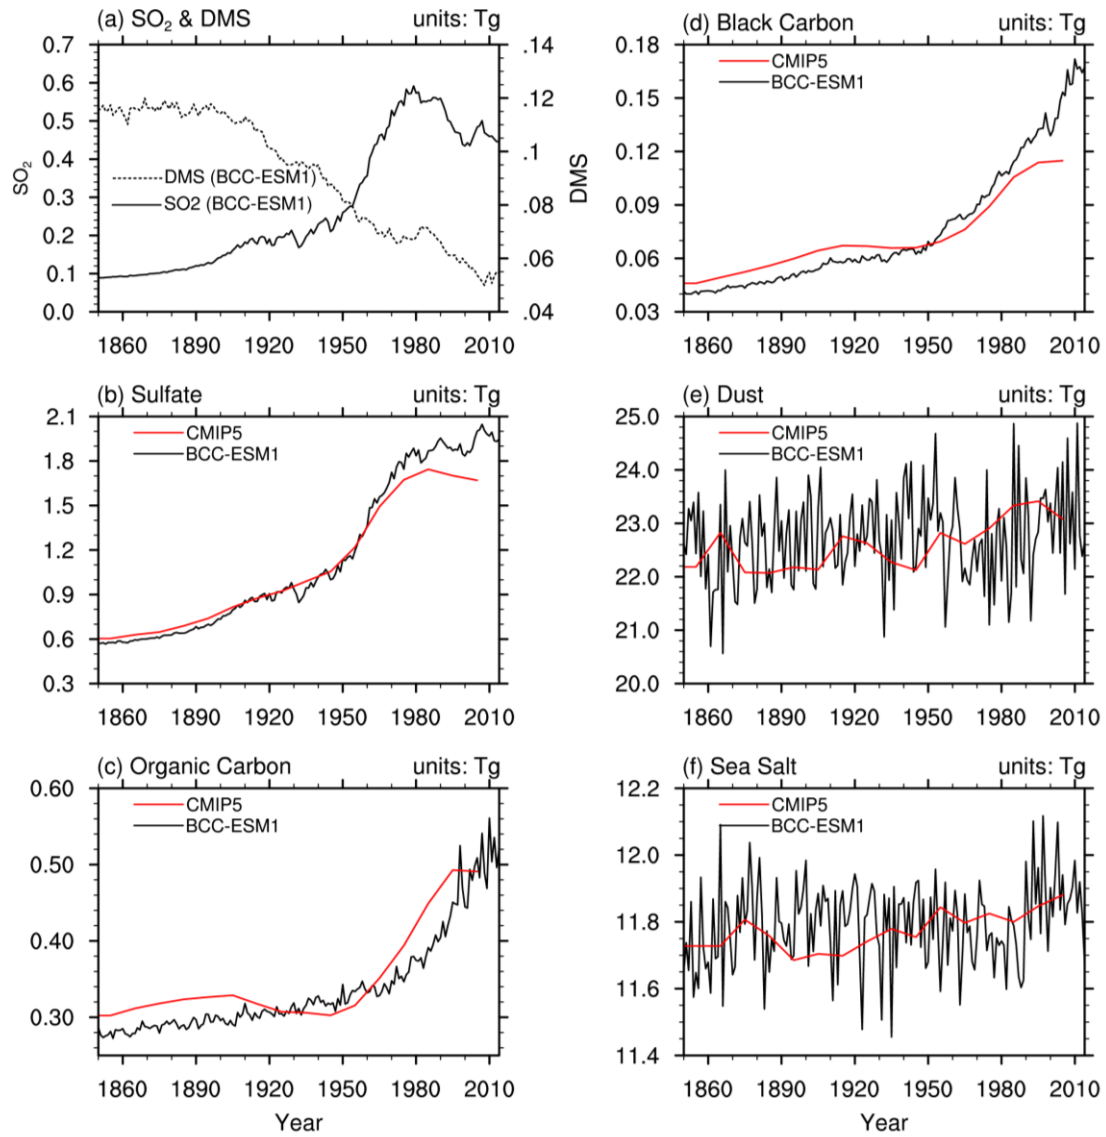 (a) SO₂ & DMS units: Tg
0.7
0.6
0.5
0.4
0.3
0.2
0.1
0.0
SO₂
.14
.12
.1
.08
.06
.04
DMS
DMS (BCC-ESM1)
SO2 (BCC-ESM1)
1860 1890 1920 1950 1980 2010
(d) Black Carbon units: Tg
0.18
0.15
0.12
0.09
0.06
0.03
CMIP5
BCC-ESM1
1860 1890 1920 1950 1980 2010
(b) Sulfate units: Tg
2.1
1.8
1.5
1.2
0.9
0.6
0.3
CMIP5
BCC-ESM1
1860 1890 1920 1950 1980 2010
(e) Dust units: Tg
25.0
24.0
23.0
22.0
21.0
20.0
CMIP5
BCC-ESM1
1860 1890 1920 1950 1980 2010
(c) Organic Carbon units: Tg
0.60
0.50
0.40
0.30
CMIP5
BCC-ESM1
1860 1890 1920 1950 1980 2010
Year
(f) Sea Salt units: Tg
12.2
12.0
11.8
11.6
11.4
CMIP5
BCC-ESM1
1860 1890 1920 1950 1980 2010
Year